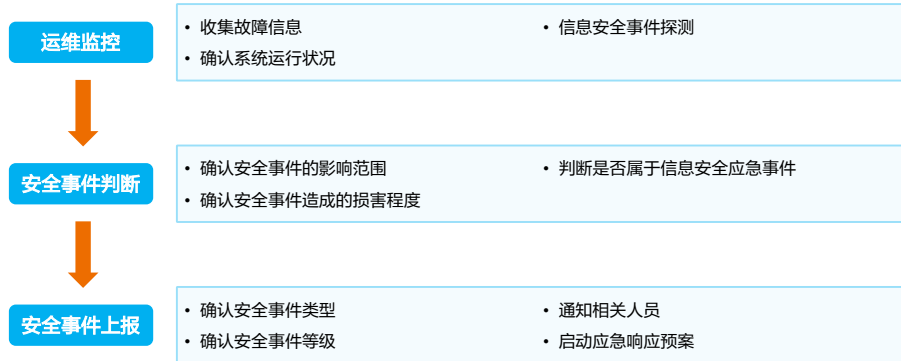 运维监控
• 收集故障信息
• 信息安全事件探测
• 确认系统运行状况
安全事件判断
• 确认安全事件的影响范围
• 判断是否属于信息安全应急事件
• 确认安全事件造成的损害程度
安全事件上报
• 确认安全事件类型
• 通知相关人员
• 确认安全事件等级
• 启动应急响应预案